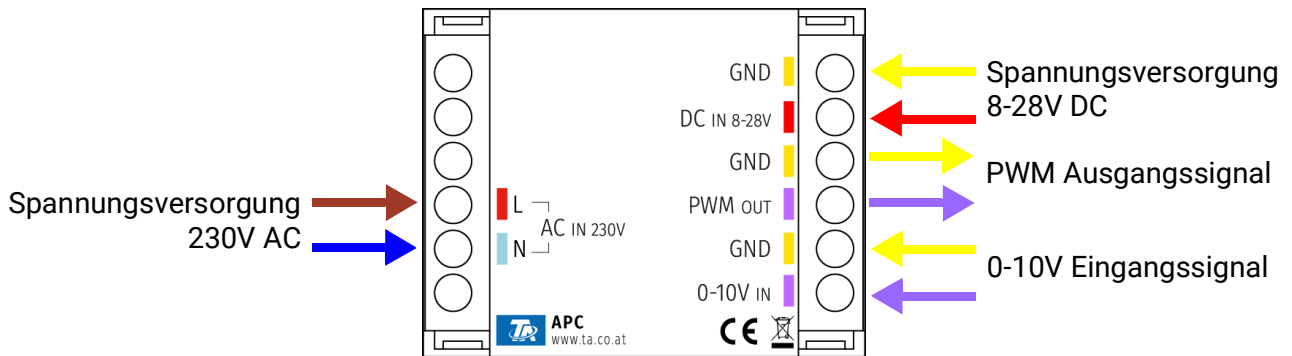 GND
DC IN 8-28V
GND
PWM OUT
GND
0-10V IN
Spannungsversorgung
8-28V DC
PWM Ausgangssignal
0-10V Eingangssignal
Spannungsversorgung
230V AC
L
AC IN 230V
N
TA
APC
www.ta.co.at
CE